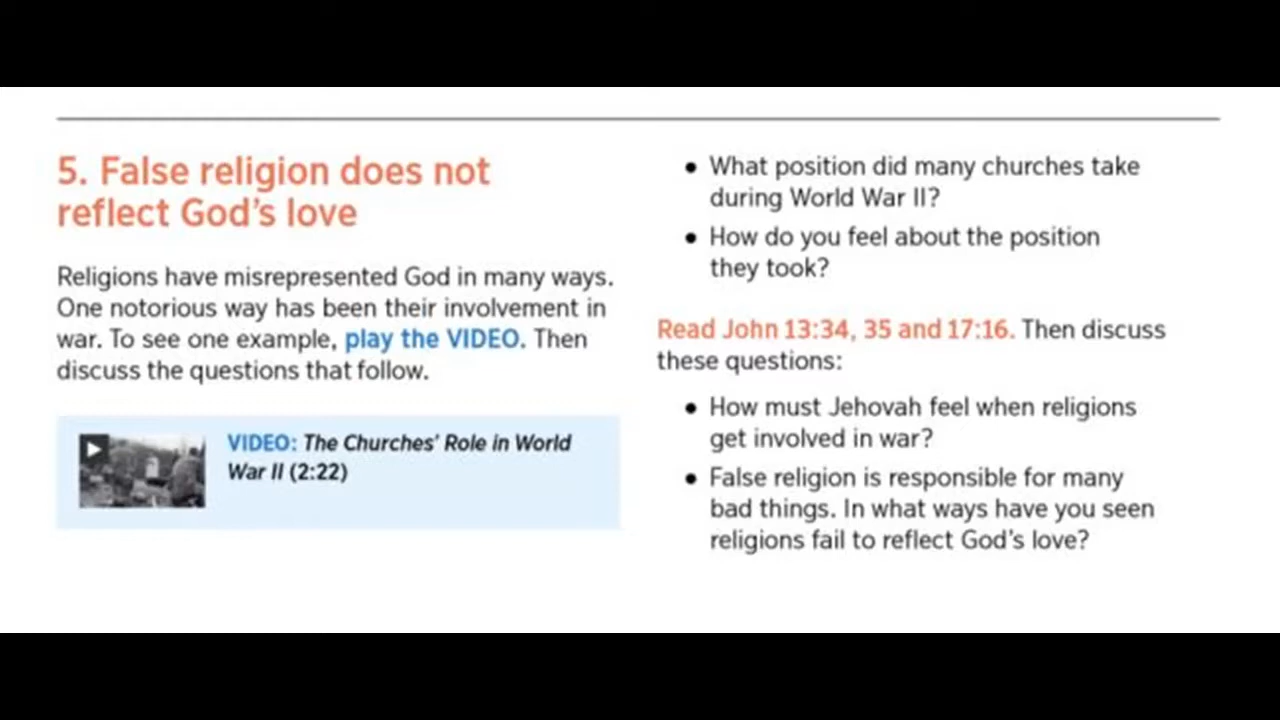 5. False religion does not
reflect God's love
Religions have misrepresented God in many ways.
One notorious way has been their involvement in
war. To see one example, play the VIDEO. Then
discuss the questions that follow.
VIDEO: The Churches' Role in World
War II (2:22)
• What position did many churches take
during World War II?
• How do you feel about the position
they took?
Read John 13:34, 35 and 17:16. Then discuss
these questions:
• How must Jehovah feel when religions
get involved in war?
• False religion is responsible for many
bad things. In what ways have you seen
religions fail to reflect God's love?